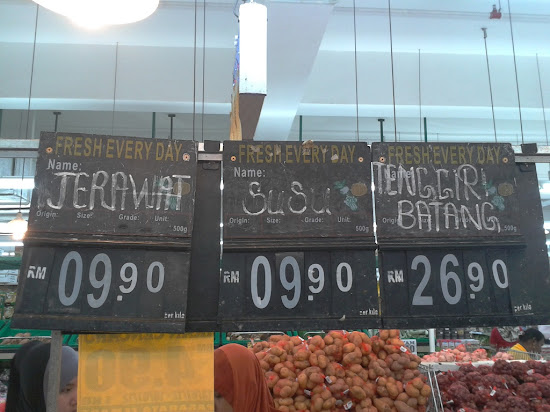 FRESH EVERY DAY
Name:
JERAWAT
Origin: Size: Grade: Unit:
500g
RM 09.90
per kilo
FRESH EVERY DAY
Name:
SUSU
Origin: Size: Grade: Unit:
500g
RM 09.90
per kilo
FRESH EVERY DAY
Name:
TENGGIRI
BATANG
Origin: Size: Grade: Unit:
500g
RM 26.90
per kilo